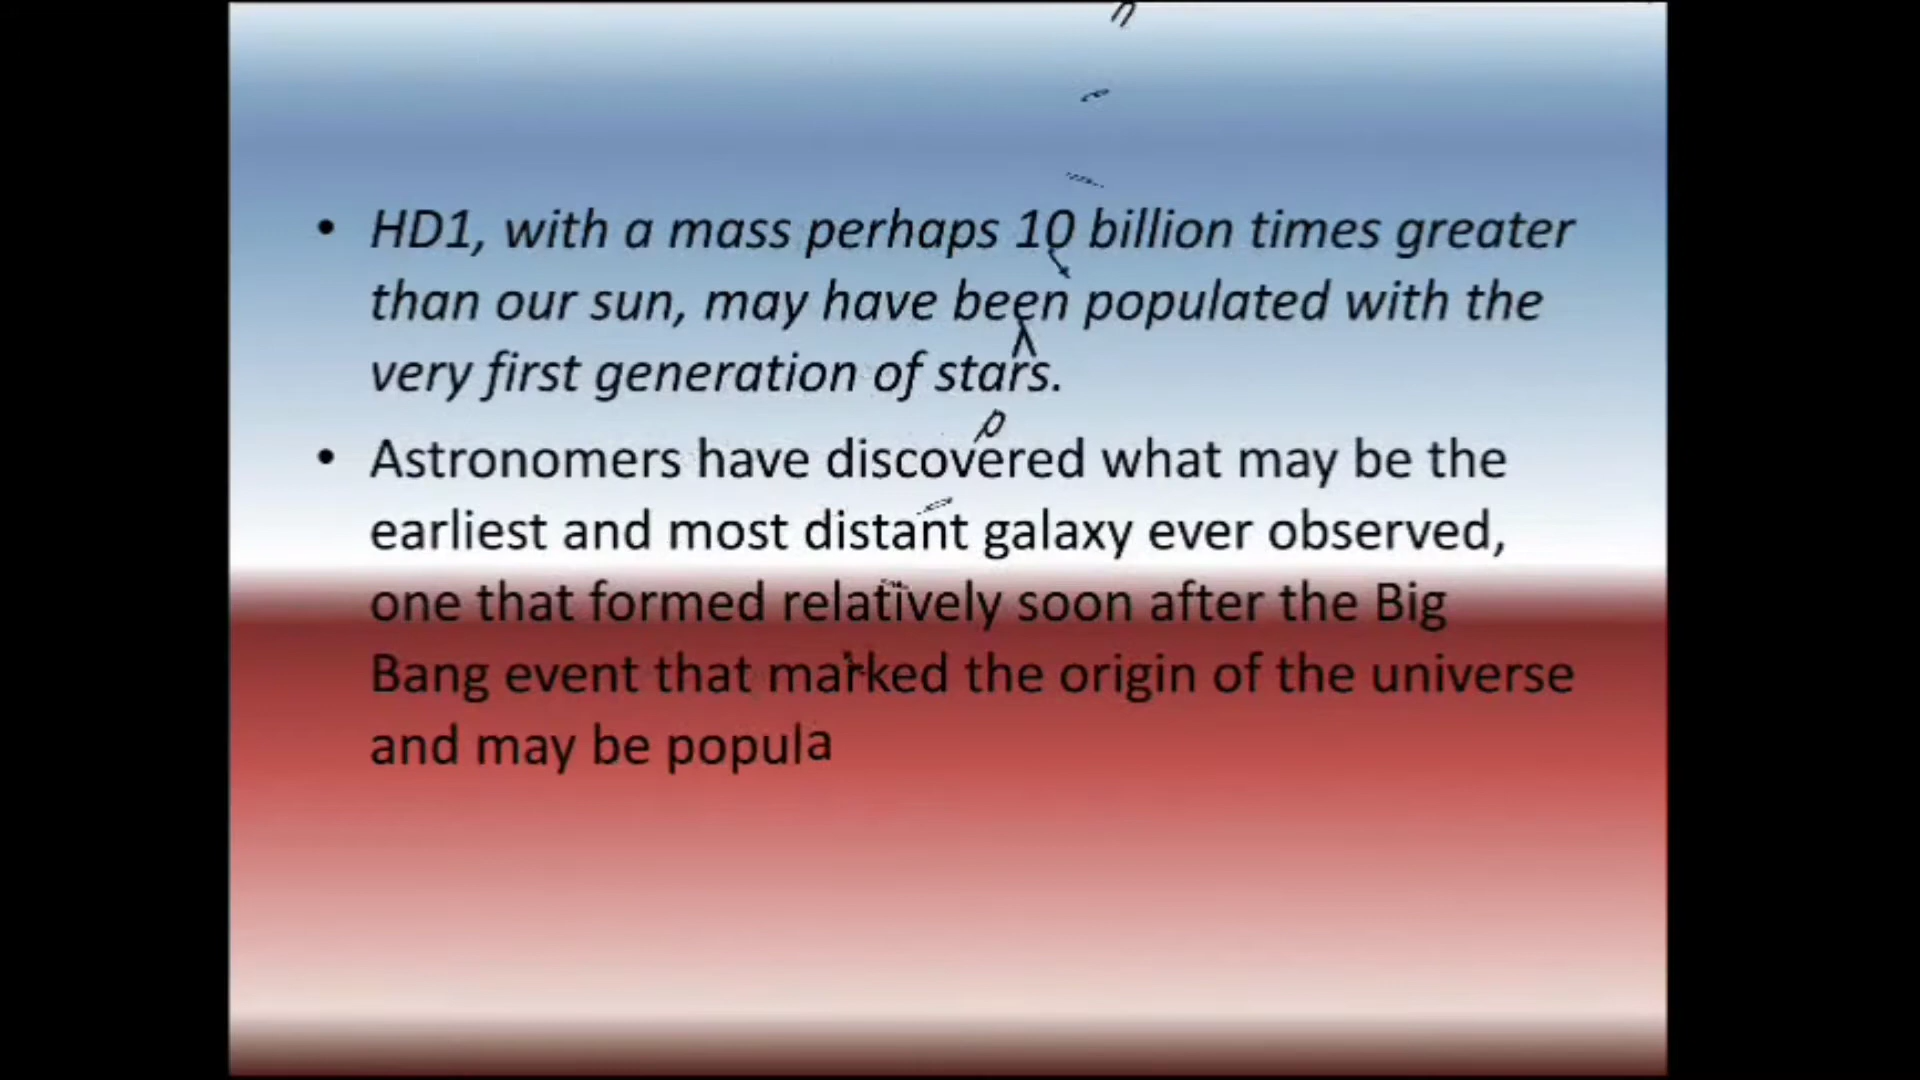 • HD1, with a mass perhaps 10 billion times greater
than our sun, may have been populated with the
very first generation of stars.
• Astronomers have discovered what may be the
earliest and most distant galaxy ever observed,
one that formed relatively soon after the Big
Bang event that marked the origin of the universe
and may be popula